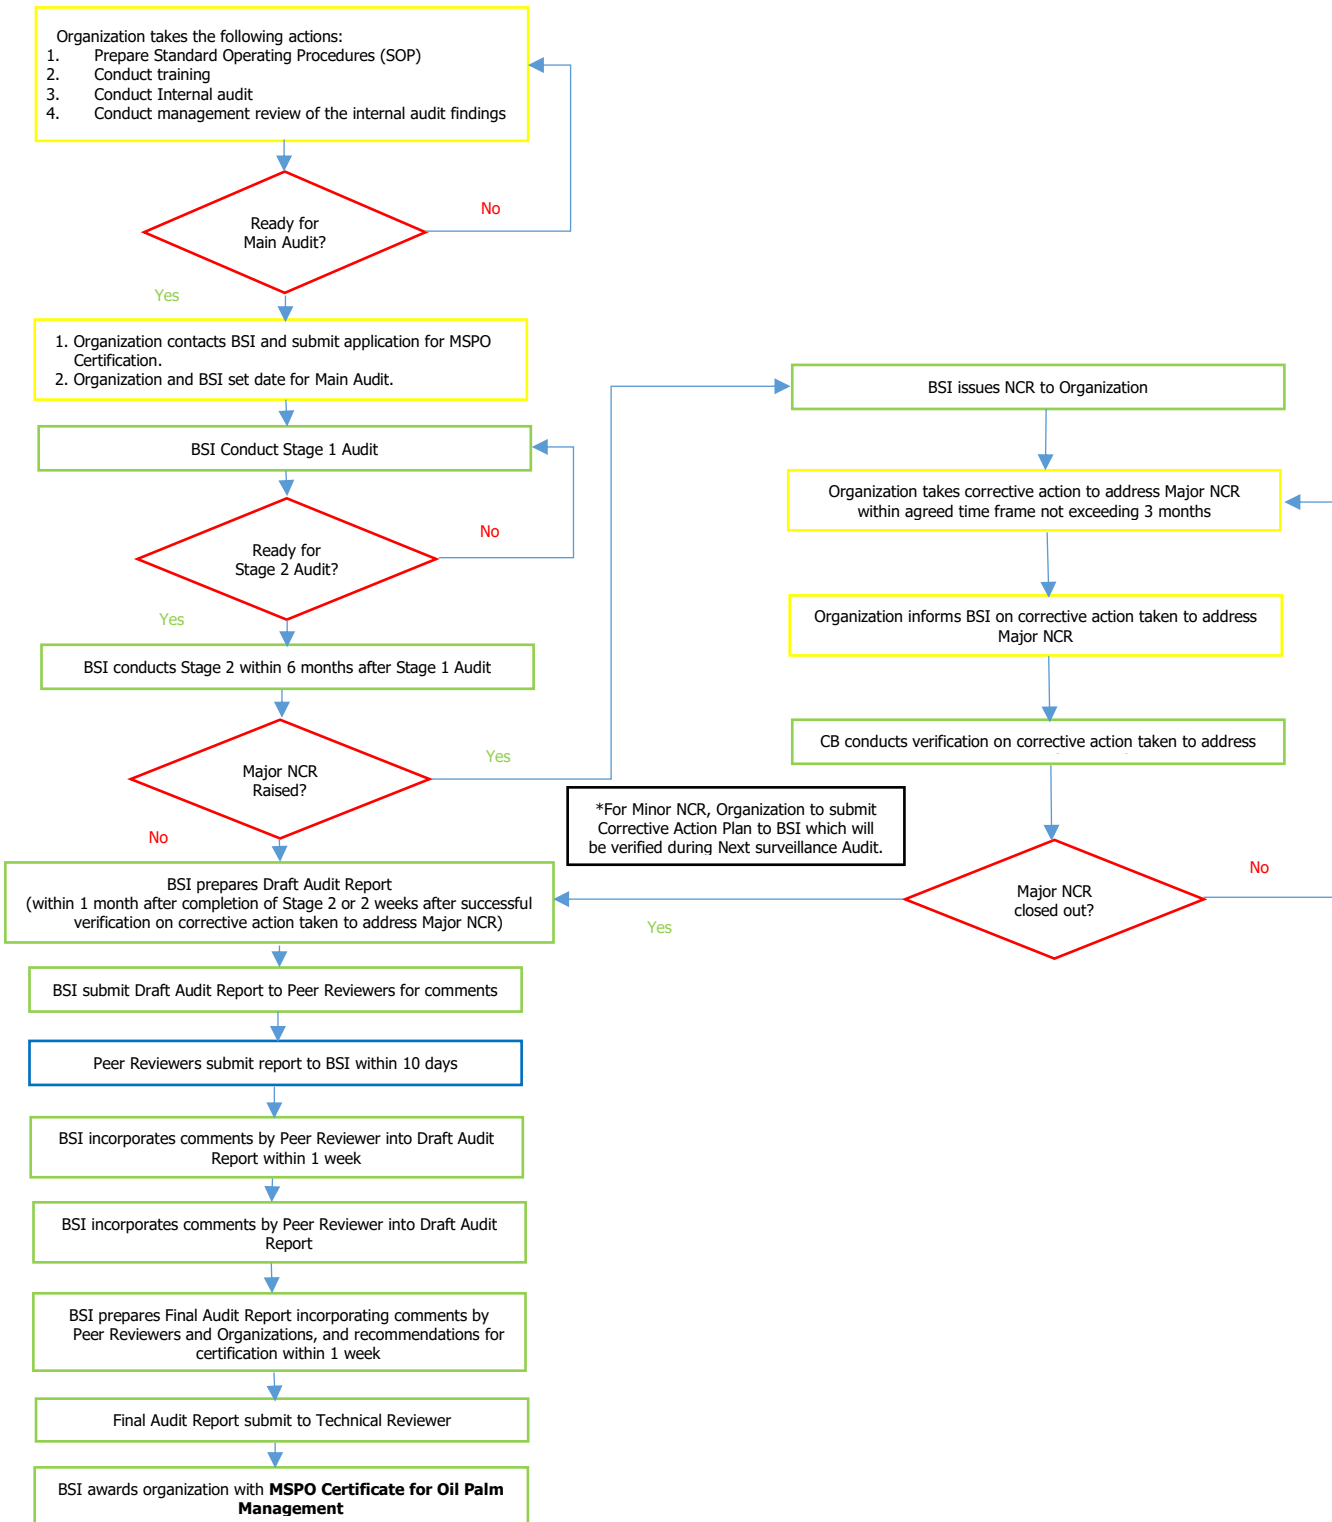 Organization takes the following actions:
1. Prepare Standard Operating Procedures (SOP)
2. Conduct training
3. Conduct Internal audit
4. Conduct management review of the internal audit findings
Ready for
Main Audit?
No
Yes
1. Organization contacts BSI and submit application for MSPO
Certification.
2. Organization and BSI set date for Main Audit.
BSI Conduct Stage 1 Audit
Ready for
Stage 2 Audit?
No
Yes
BSI conducts Stage 2 within 6 months after Stage 1 Audit
Major NCR
Raised?
Yes
No
BSI issues NCR to Organization
Organization takes corrective action to address Major NCR
within agreed time frame not exceeding 3 months
Organization informs BSI on corrective action taken to address
Major NCR
CB conducts verification on corrective action taken to address
*For Minor NCR, Organization to submit
Corrective Action Plan to BSI which will
be verified during Next surveillance Audit.
Major NCR
closed out?
No
Yes
BSI prepares Draft Audit Report
(within 1 month after completion of Stage 2 or 2 weeks after successful
verification on corrective action taken to address Major NCR)
BSI submit Draft Audit Report to Peer Reviewers for comments
Peer Reviewers submit report to BSI within 10 days
BSI incorporates comments by Peer Reviewer into Draft Audit
Report within 1 week
BSI incorporates comments by Peer Reviewer into Draft Audit
Report
BSI prepares Final Audit Report incorporating comments by
Peer Reviewers and Organizations, and recommendations for
certification within 1 week
Final Audit Report submit to Technical Reviewer
BSI awards organization with MSPO Certificate for Oil Palm
Management